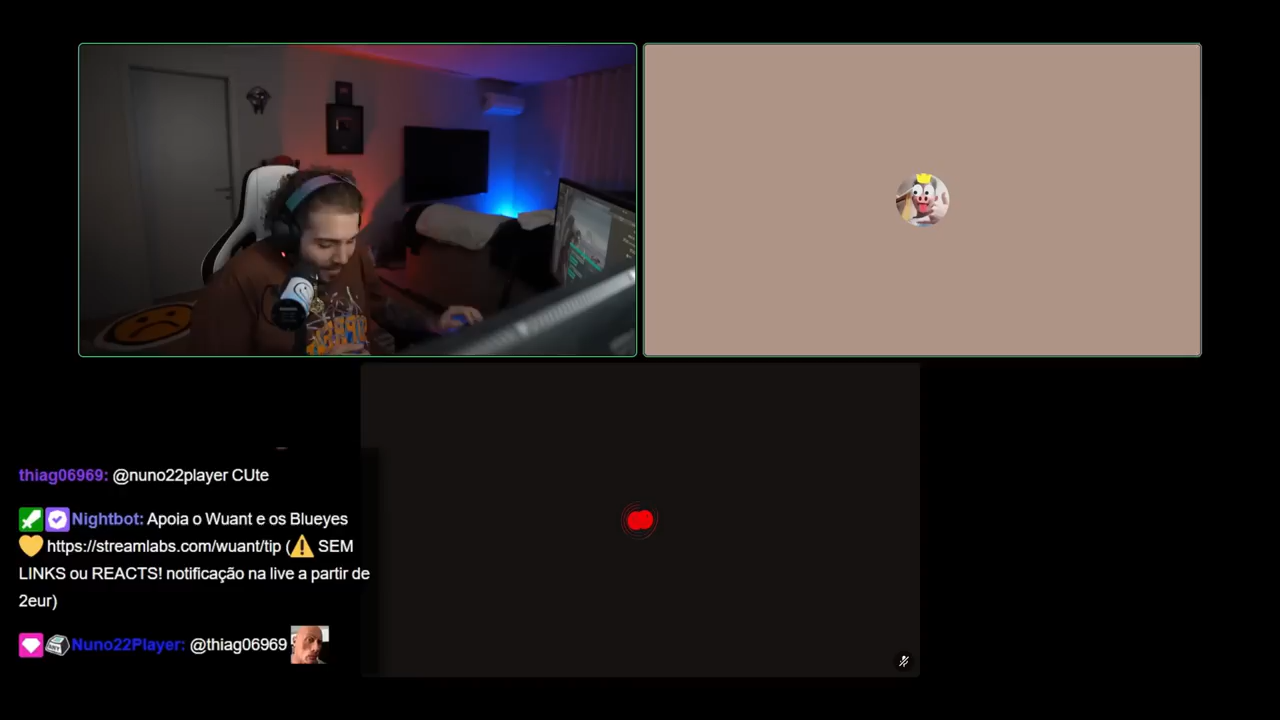 thiag06969: @nuno22player CUte
Nightbot: Apoia o Wuant e os Blueyes
https://streamlabs.com/wuant/tip ( SEM
LINKS ou REACTS! notificação na live a partir de
2eur)
Nuno22Player: @thiag06969